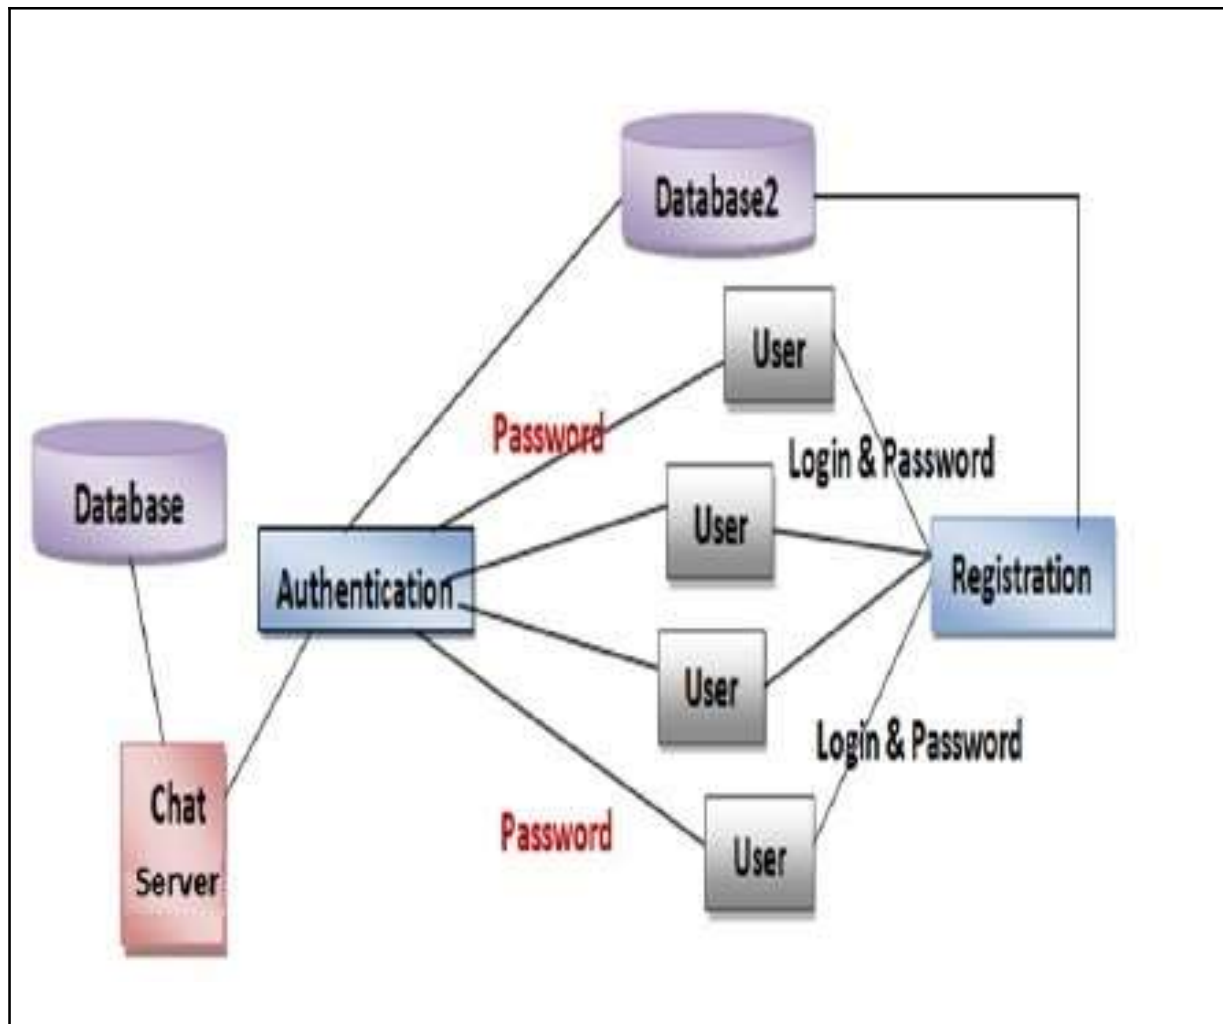 Database2
User
Password
Login & Password
Database
User
Registration
Authentication
User
Login & Password
Chat
Server
Password
User